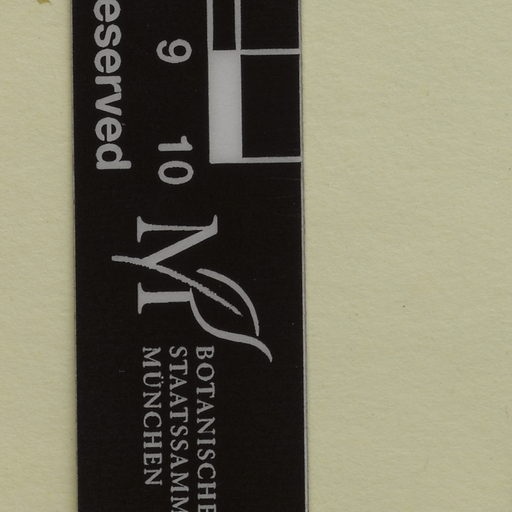 eserved
9
10
M
BOTANISCHE
STAATSSAMM
MÜNCHEN